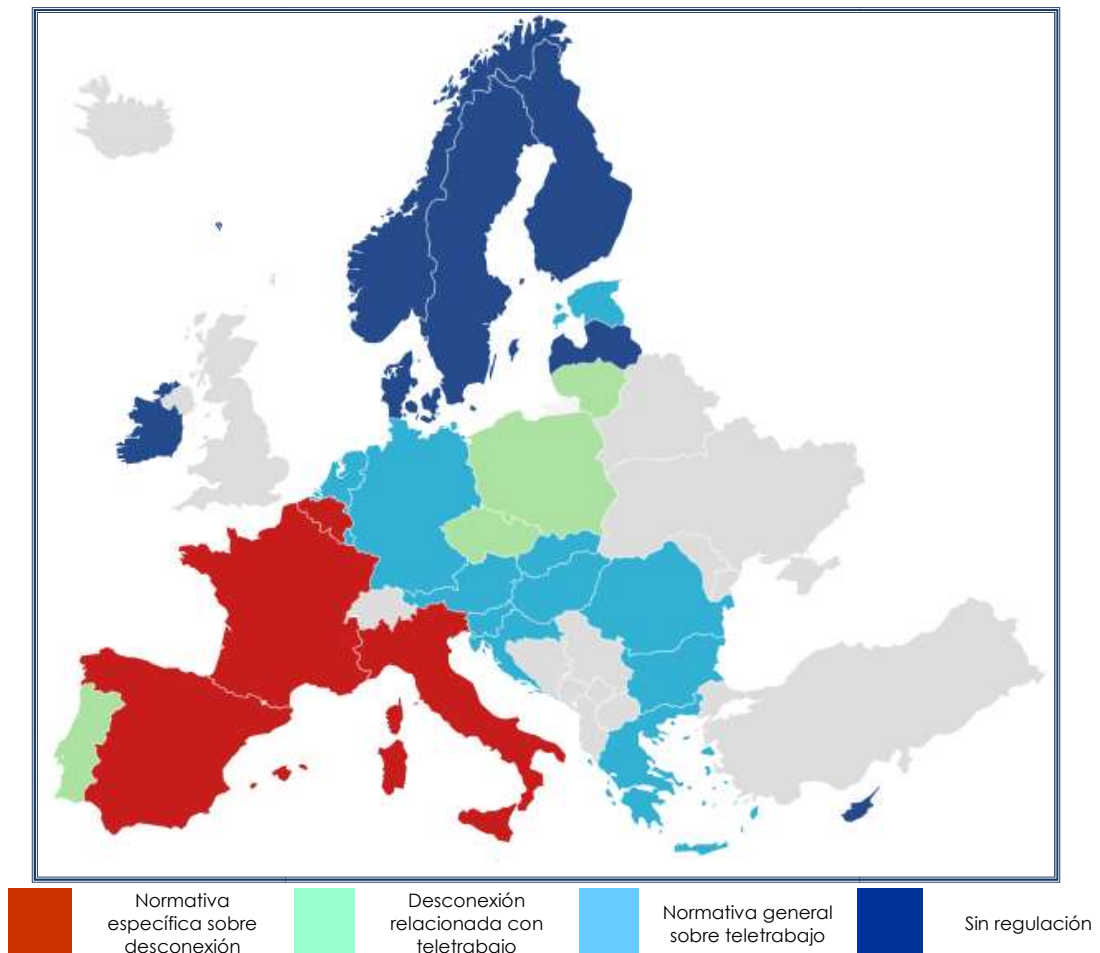 Normativa
específica sobre
desconexión
Desconexión
relacionada con
teletrabajo
Normativa general
sobre teletrabajo
Sin regulación